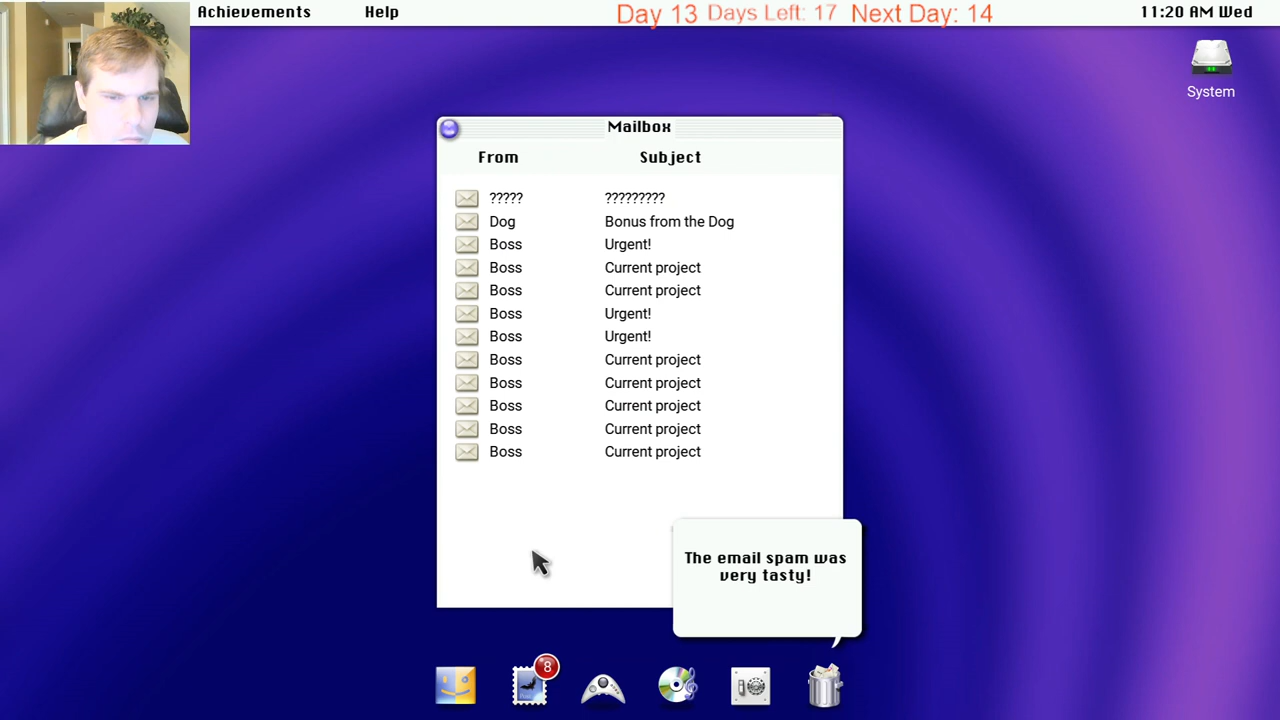 Achievements Help Day 13 Days Left: 17 Next Day: 14 11:20 AM Wed
System
Mailbox
From Subject
????? ?????????
Dog Bonus from the Dog
Boss Urgent!
Boss Current project
Boss Current project
Boss Urgent!
Boss Urgent!
Boss Current project
Boss Current project
Boss Current project
Boss Current project
Boss Current project
The email spam was
very tasty!
8